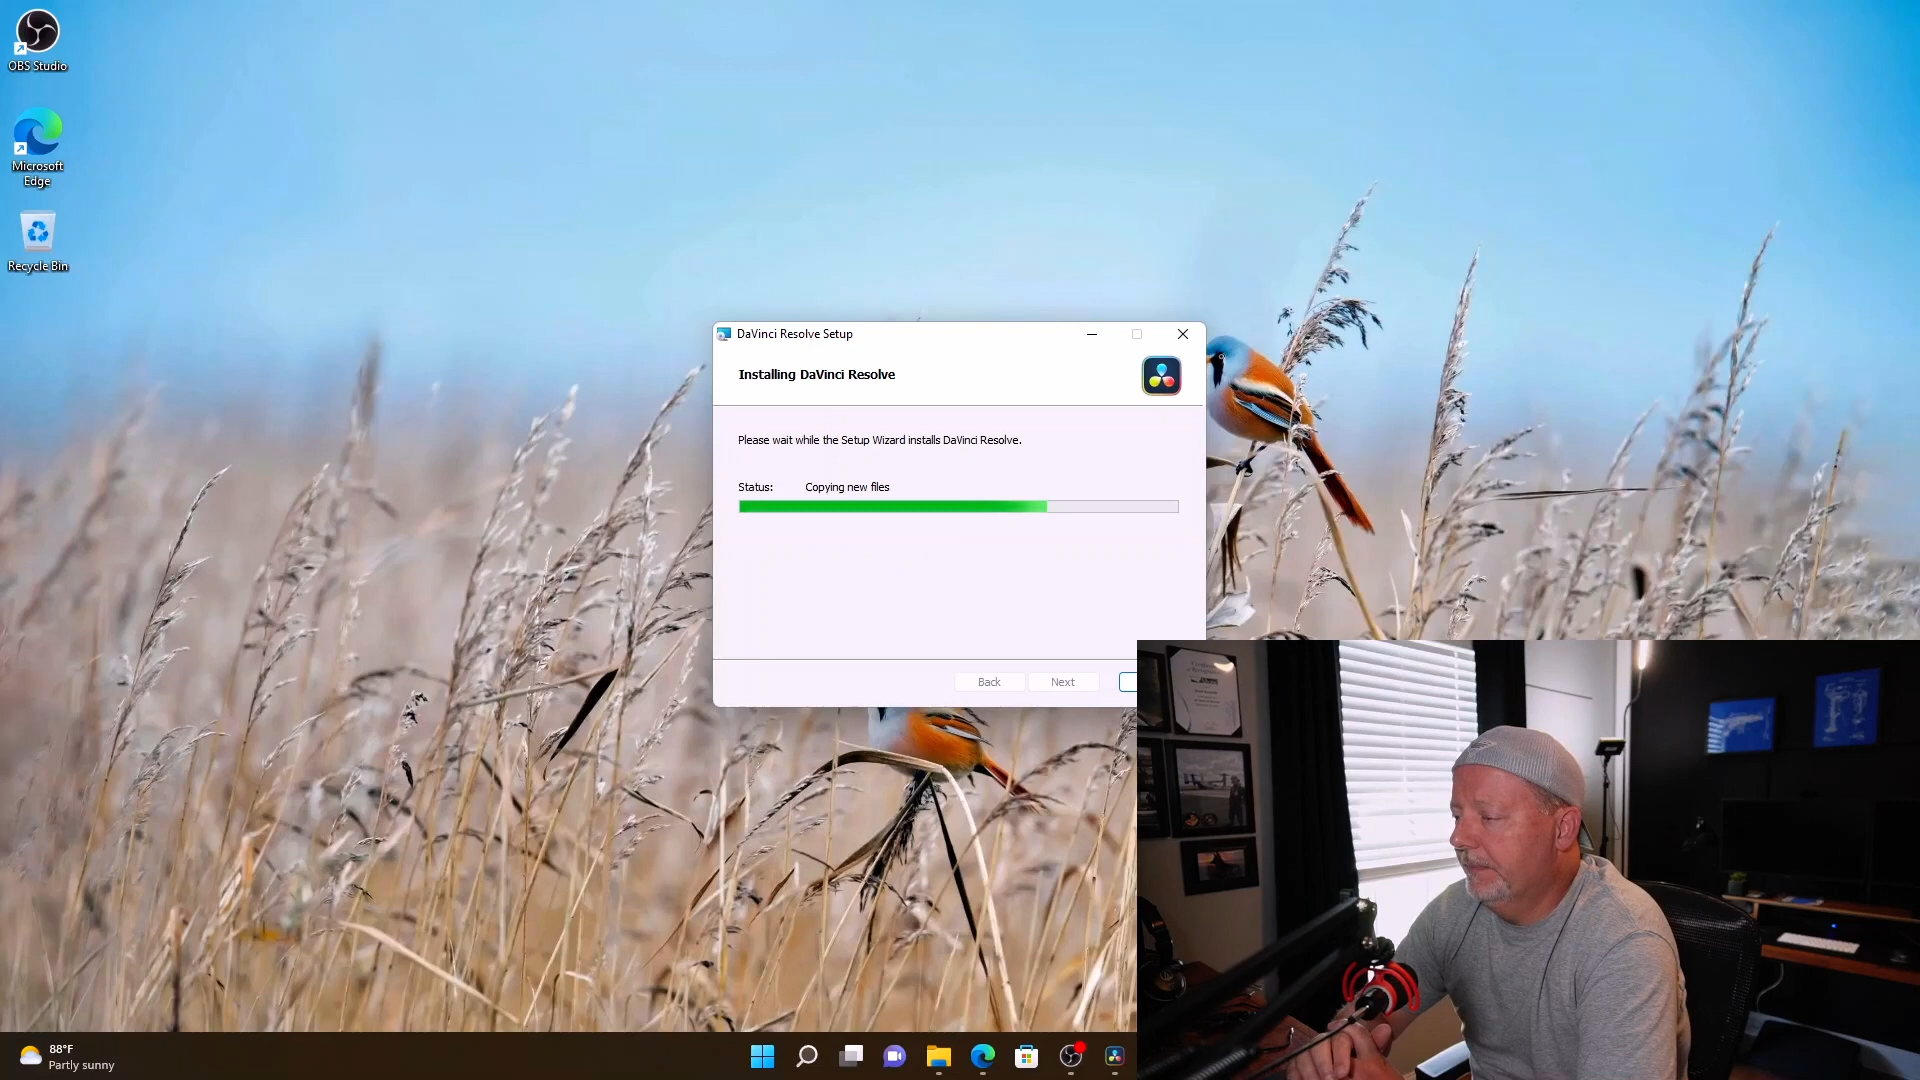 OBS Studio
Microsoft
Edge
Recycle Bin
DaVinci Resolve Setup
Installing DaVinci Resolve
Please wait while the Setup Wizard installs DaVinci Resolve.
Status: Copying new files
Back Next
88°F
Partly sunny